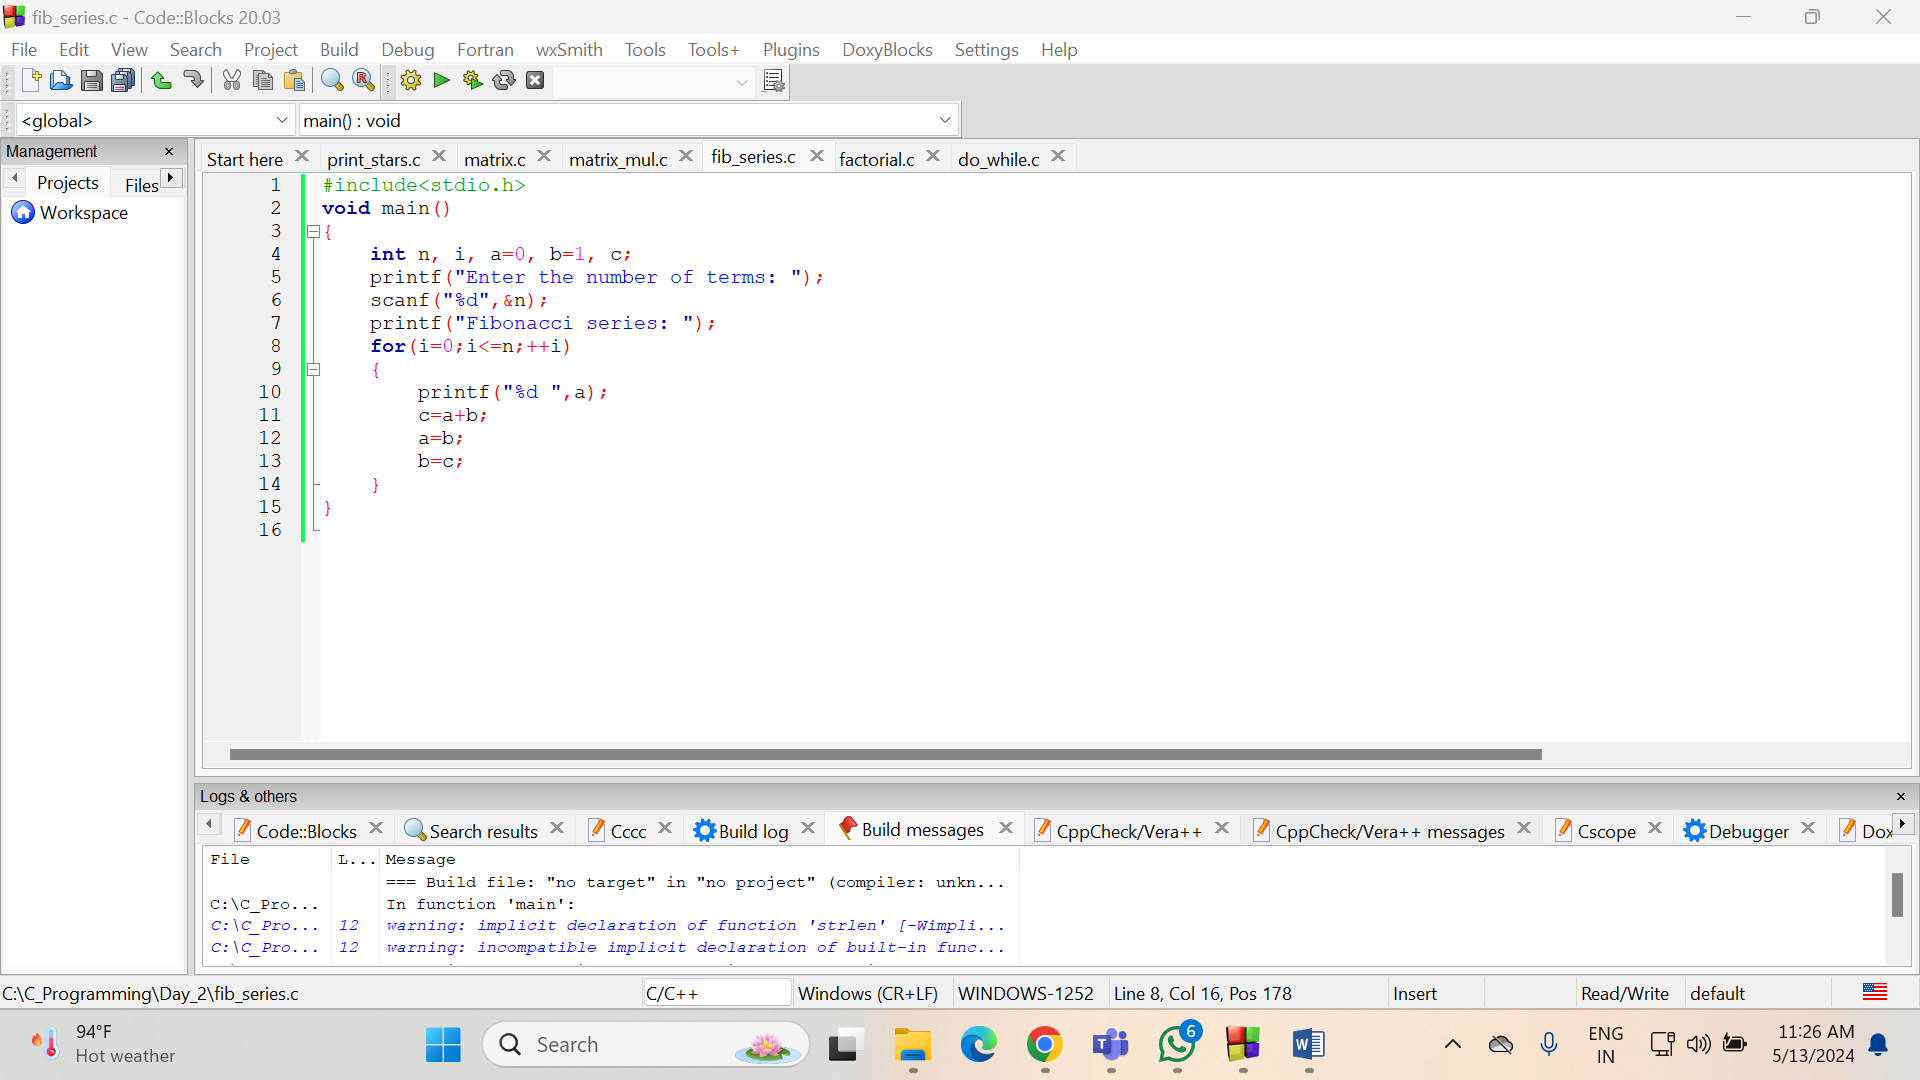 fib_series.c - Code::Blocks 20.03
File Edit View Search Project Build Debug Fortran wxSmith Tools Tools+ Plugins DoxyBlocks Settings Help
<global> main() : void
Management
Projects Files
Workspace
Start here print_stars.c matrix.c matrix_mul.c fib_series.c factorial.c do_while.c
1 #include<stdio.h>
2 void main()
3 {
4 int n, i, a=0, b=1, c;
5 printf("Enter the number of terms: ");
6 scanf("%d",&n);
7 printf("Fibonacci series: ");
8 for(i=0;i<=n;++i)
9 {
10 printf("%d ",a);
11 c=a+b;
12 a=b;
13 b=c;
14 }
15 }
16
Logs & others
Code::Blocks Search results Cccc Build log Build messages CppCheck/Vera++ CppCheck/Vera++ messages Cscope Debugger Dox
File L... Message
=== Build file: "no target" in "no project" (compiler: unkn...
C:\C_Pro... In function 'main':
C:\C_Pro... 12 warning: implicit declaration of function 'strlen' [-Wimpli...
C:\C_Pro... 12 warning: incompatible implicit declaration of built-in func...
C:\C_Programming\Day_2\fib_series.c C/C++ Windows (CR+LF) WINDOWS-1252 Line 8, Col 16, Pos 178 Insert Read/Write default
94°F
Hot weather
Search
6
ENG
IN
11:26 AM
5/13/2024